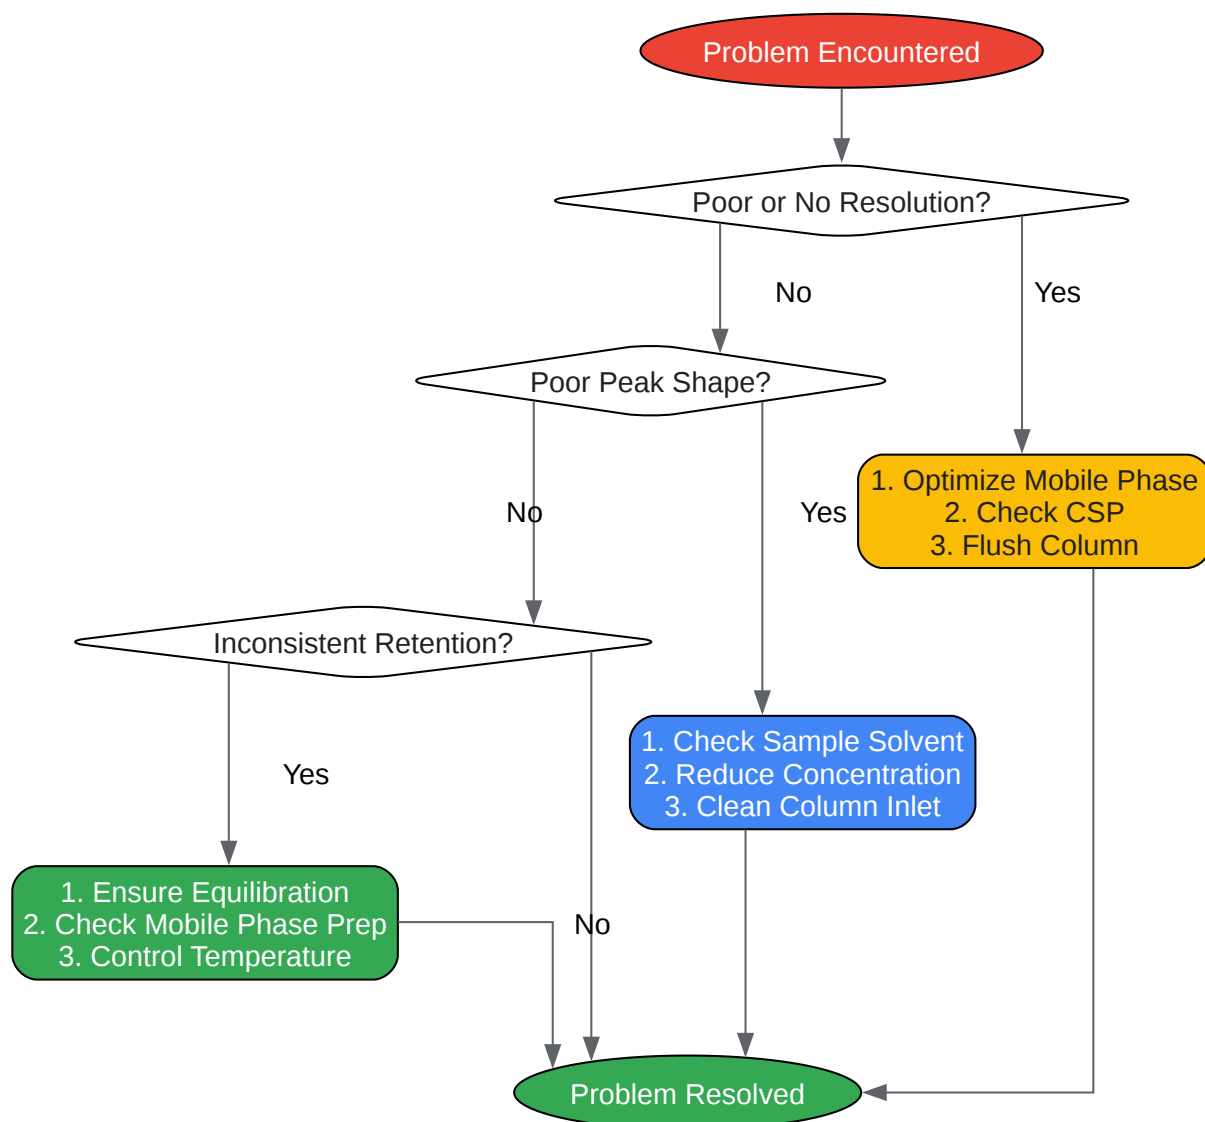 Problem Encountered
Poor or No Resolution?
No
Yes
Poor Peak Shape?
1. Optimize Mobile Phase
2. Check CSP
3. Flush Column
No
Yes
Inconsistent Retention?
1. Check Sample Solvent
2. Reduce Concentration
3. Clean Column Inlet
Yes
1. Ensure Equilibration
2. Check Mobile Phase Prep
3. Control Temperature
No
Problem Resolved